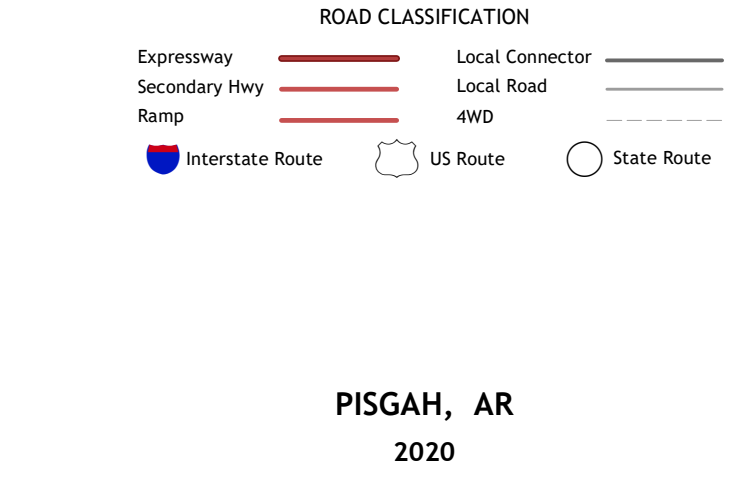 ROAD CLASSIFICATION
Expressway
Local Connector
Secondary Hwy
Local Road
Ramp
4WD
Interstate Route
US Route
State Route
PISGAH, AR
2020